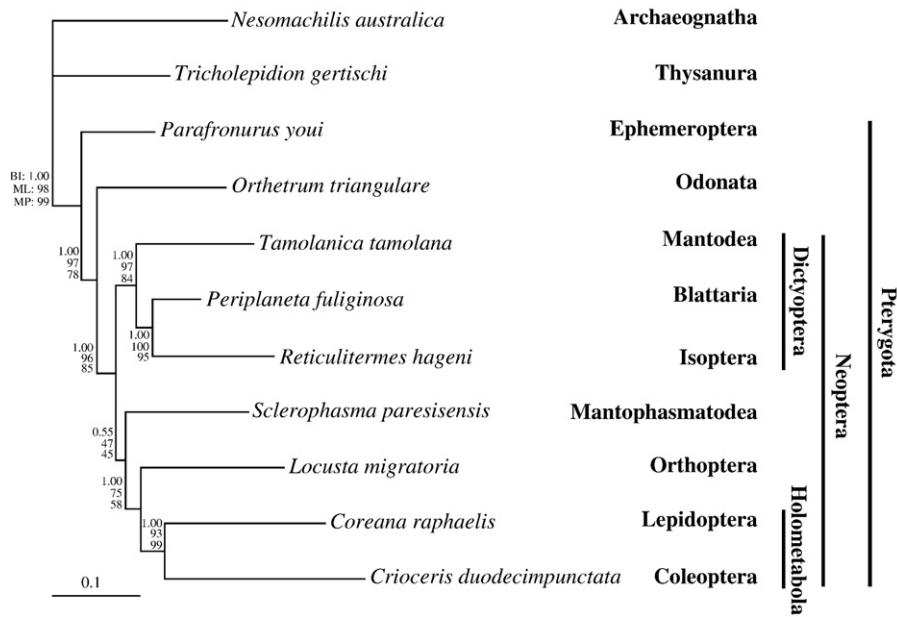 Nesomachilis australica Archaeognatha
Tricholepidion gertischi Thysanura
Parafronurus youi Ephemeroptera
BI: 1.00
ML: 98
MP: 99
Orthetrum triangulare Odonata
1.00
97
78
Tamolanica tamolana Mantodea
1.00
97
84
Periplaneta fuliginosa Blattaria
1.00
100
95
Reticulitermes hageni Isoptera
1.00
96
85
Sclerophasma paresisensis Mantophasmatodea
0.55
47
45
Locusta migratoria Orthoptera
1.00
75
58
Coreana raphaelis Lepidoptera
1.00
93
99
Crioceris duodecimpunctata Coleoptera
0.1
Dictyoptera
Holometabola
Neoptera
Pterygota